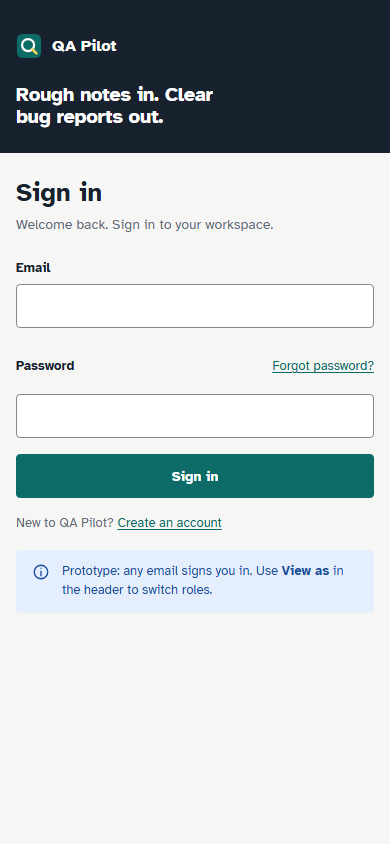 QA Pilot
Rough notes in. Clear
bug reports out.
Sign in
Welcome back. Sign in to your workspace.
Email
Password
Forgot password?
Sign in
New to QA Pilot? Create an account
Prototype: any email signs you in. Use View as in
the header to switch roles.